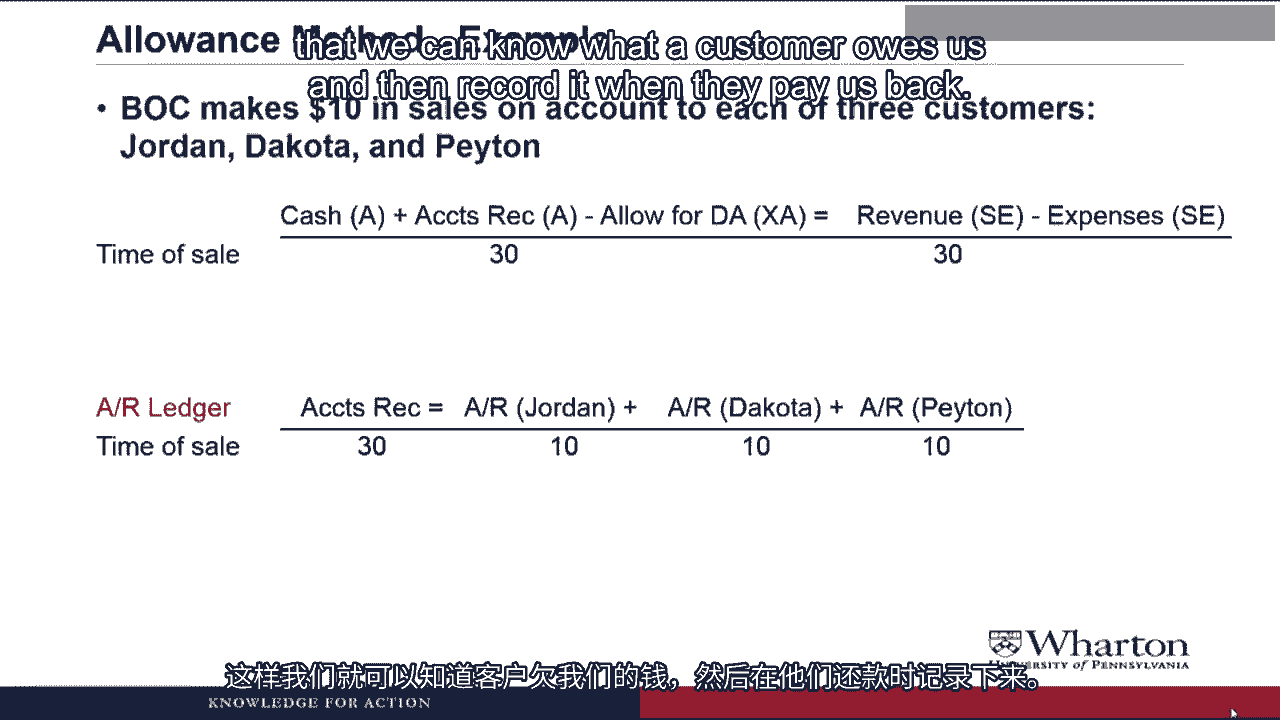 Allowance Method - Example
that we can know what a customer owes us
and then record it when they pay us back.
• BOC makes $10 in sales on account to each of three customers:
Jordan, Dakota, and Peyton
Cash (A) + Accts Rec (A) - Allow for DA (XA) = Revenue (SE) - Expenses (SE)
Time of sale 30 30
A/R Ledger Accts Rec = A/R (Jordan) + A/R (Dakota) + A/R (Peyton)
Time of sale 30 10 10 10
Wharton
University of Pennsylvania
这样我们就可以知道客户欠我们的钱，然后在他们还款时记录下来。
KNOWLEDGE FOR ACTION